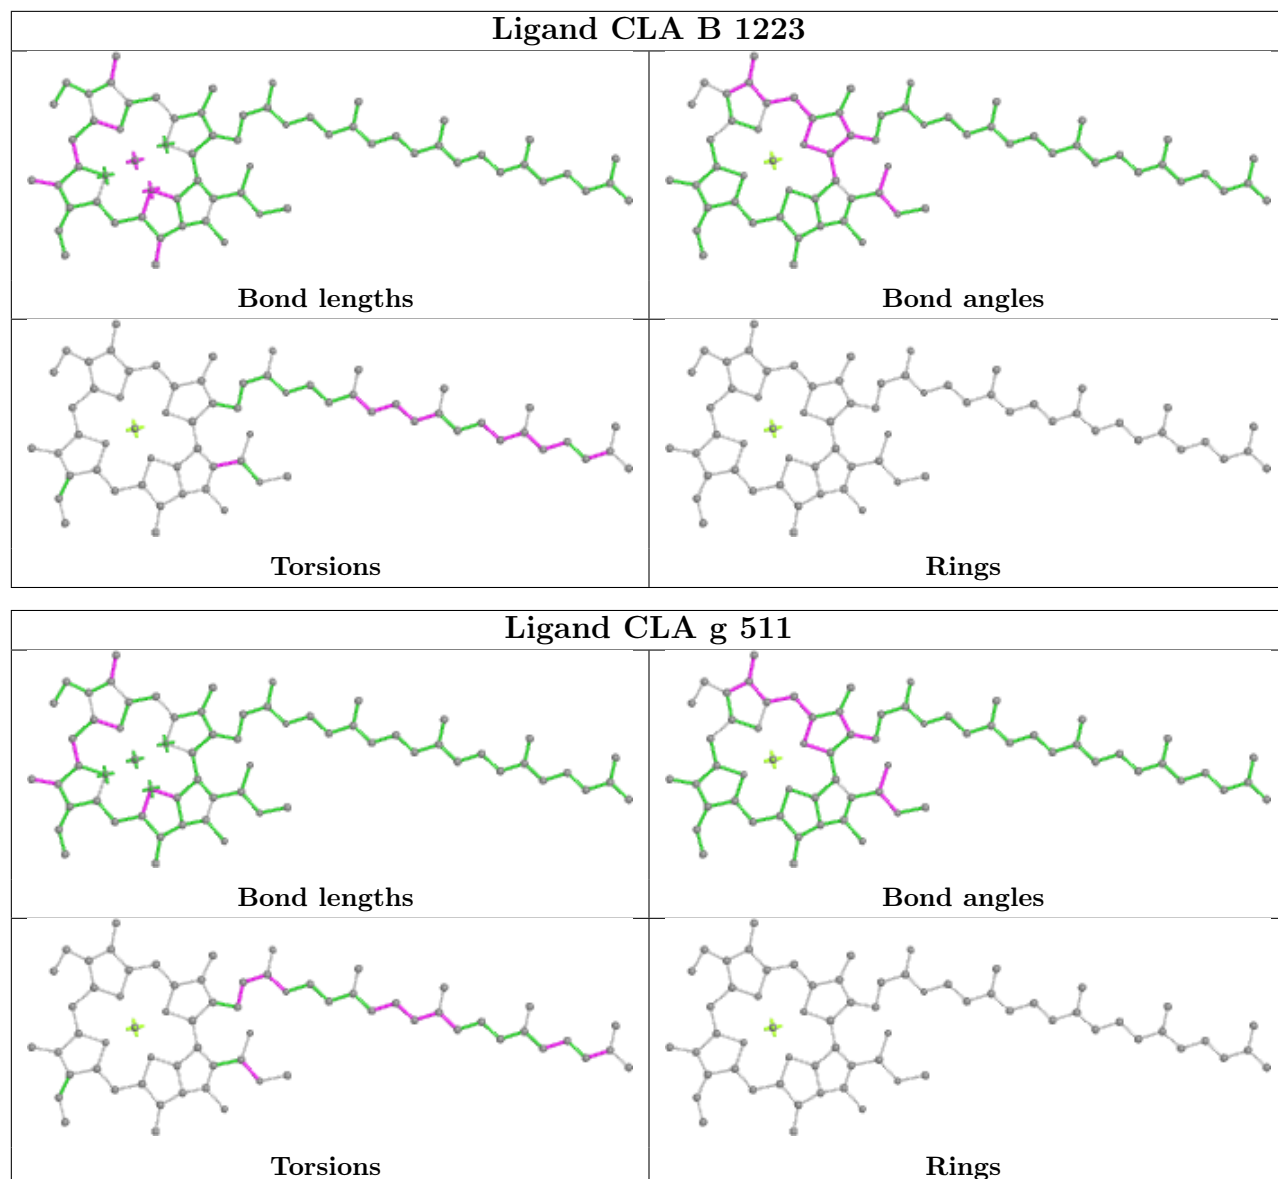 Ligand CLA B 1223
Bond lengths
Bond angles
Torsions
Rings
Ligand CLA g 511
Bond lengths
Bond angles
Torsions
Rings